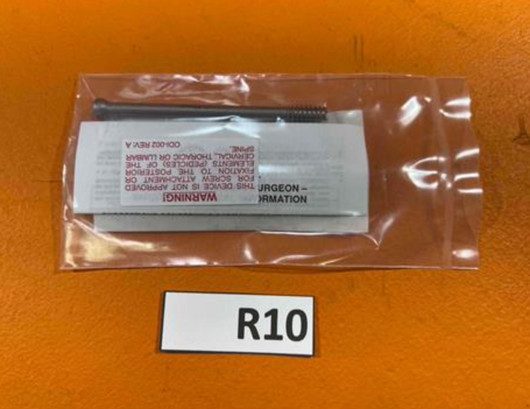 WARNING!
THIS DEVICE IS NOT APPROVED
FOR SCREW ATTACHMENT OR
FIXATION TO THE POSTERIOR
ELEMENTS (PEDICLES) OF THE
CERVICAL, THORACIC OR LUMBAR
SPINE.
ODI-002 REV: A
URGEON –
ORMATION
R10